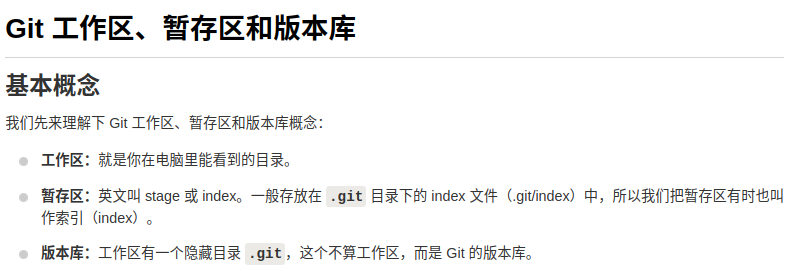 Git 工作区、暂存区和版本库
基本概念
我们先来理解下 Git 工作区、暂存区和版本库概念：
工作区：就是你在电脑里能看到的目录。
暂存区：英文叫 stage 或 index。一般存放在 .git 目录下的 index 文件（.git/index）中，所以我们把暂存区有时也叫
作索引（index）。
版本库：工作区有一个隐藏目录 .git，这个不算工作区，而是 Git 的版本库。